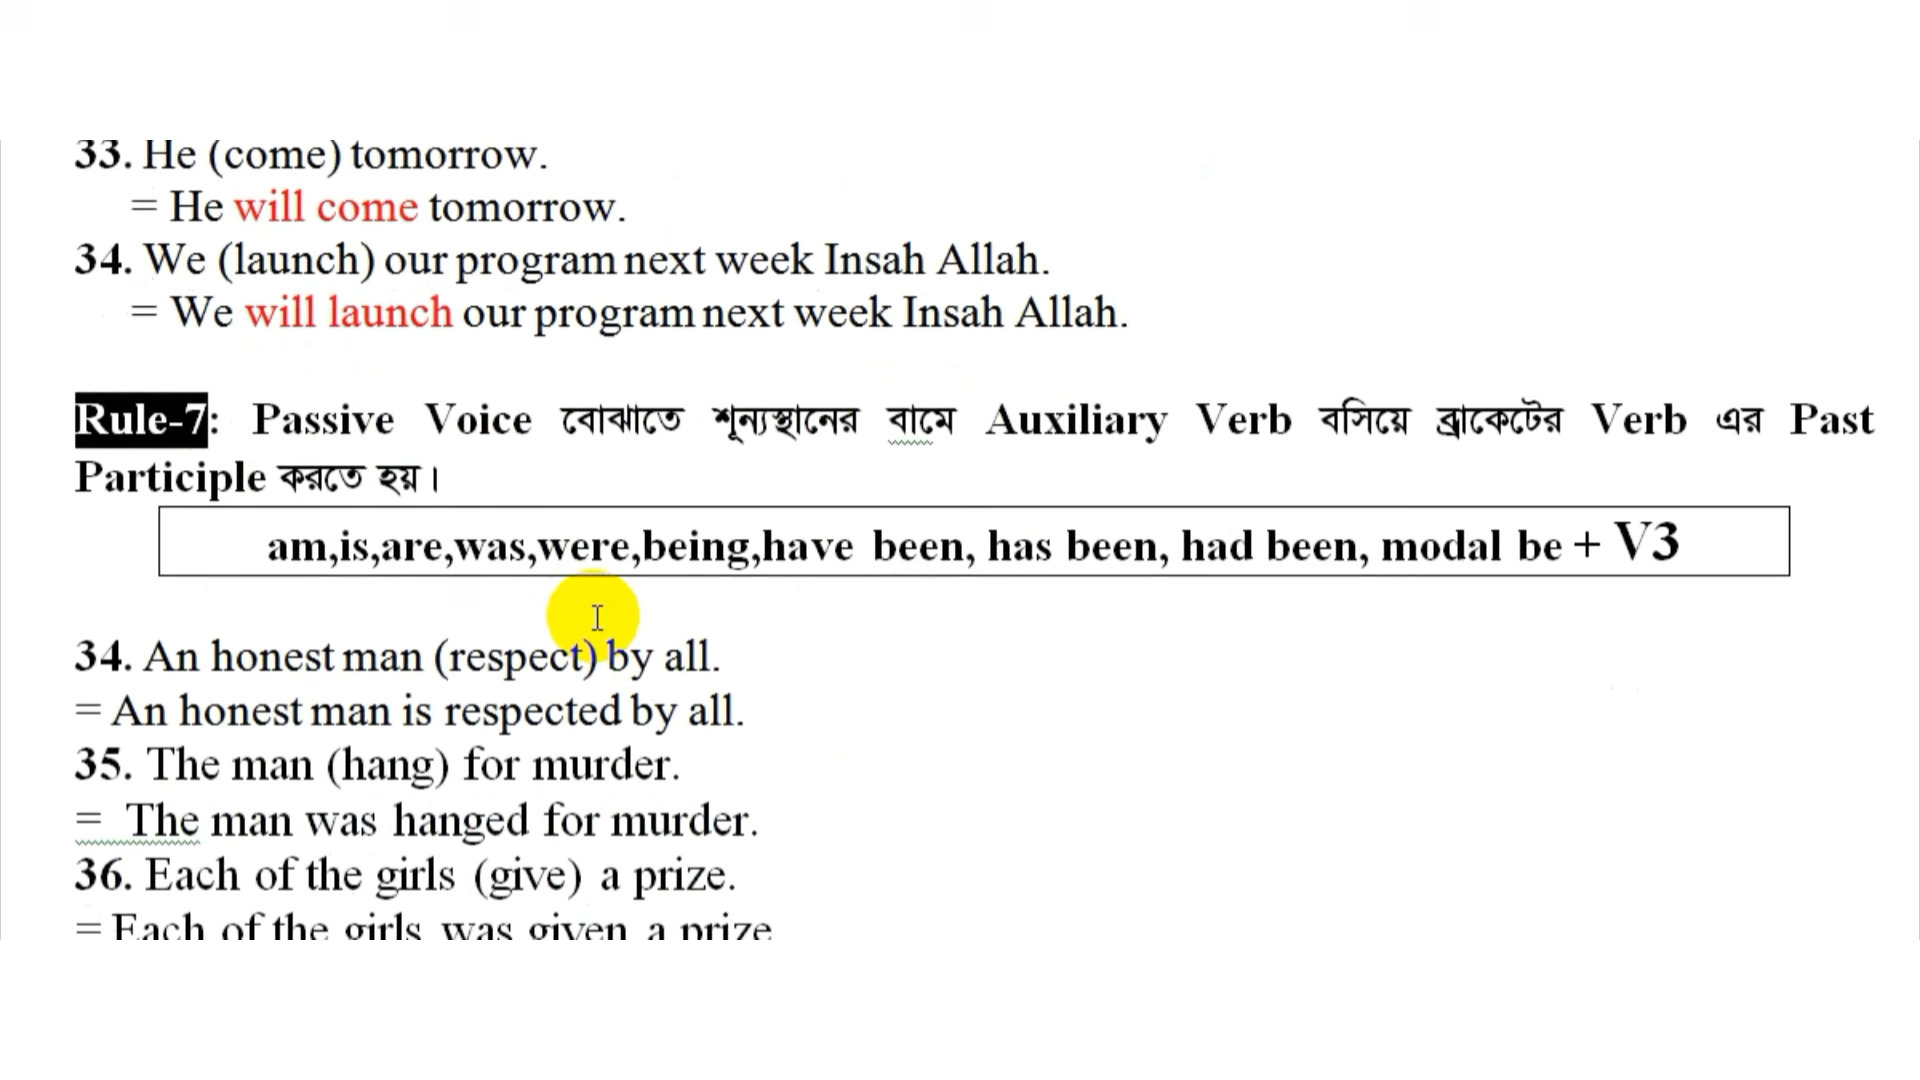 33. He (come) tomorrow.
= He will come tomorrow.
34. We (launch) our program next week Insah Allah.
= We will launch our program next week Insah Allah.
Rule-7: Passive Voice বোঝাতে শূন্যস্থানের বামে Auxiliary Verb বসিয়ে ব্রাকেটের Verb এর Past
Participle করতে হয়।
am,is,are,was,were,being,have been, has been, had been, modal be + V3
34. An honest man (respect) by all.
= An honest man is respected by all.
35. The man (hang) for murder.
= The man was hanged for murder.
36. Each of the girls (give) a prize.
= Each of the girls was given a prize